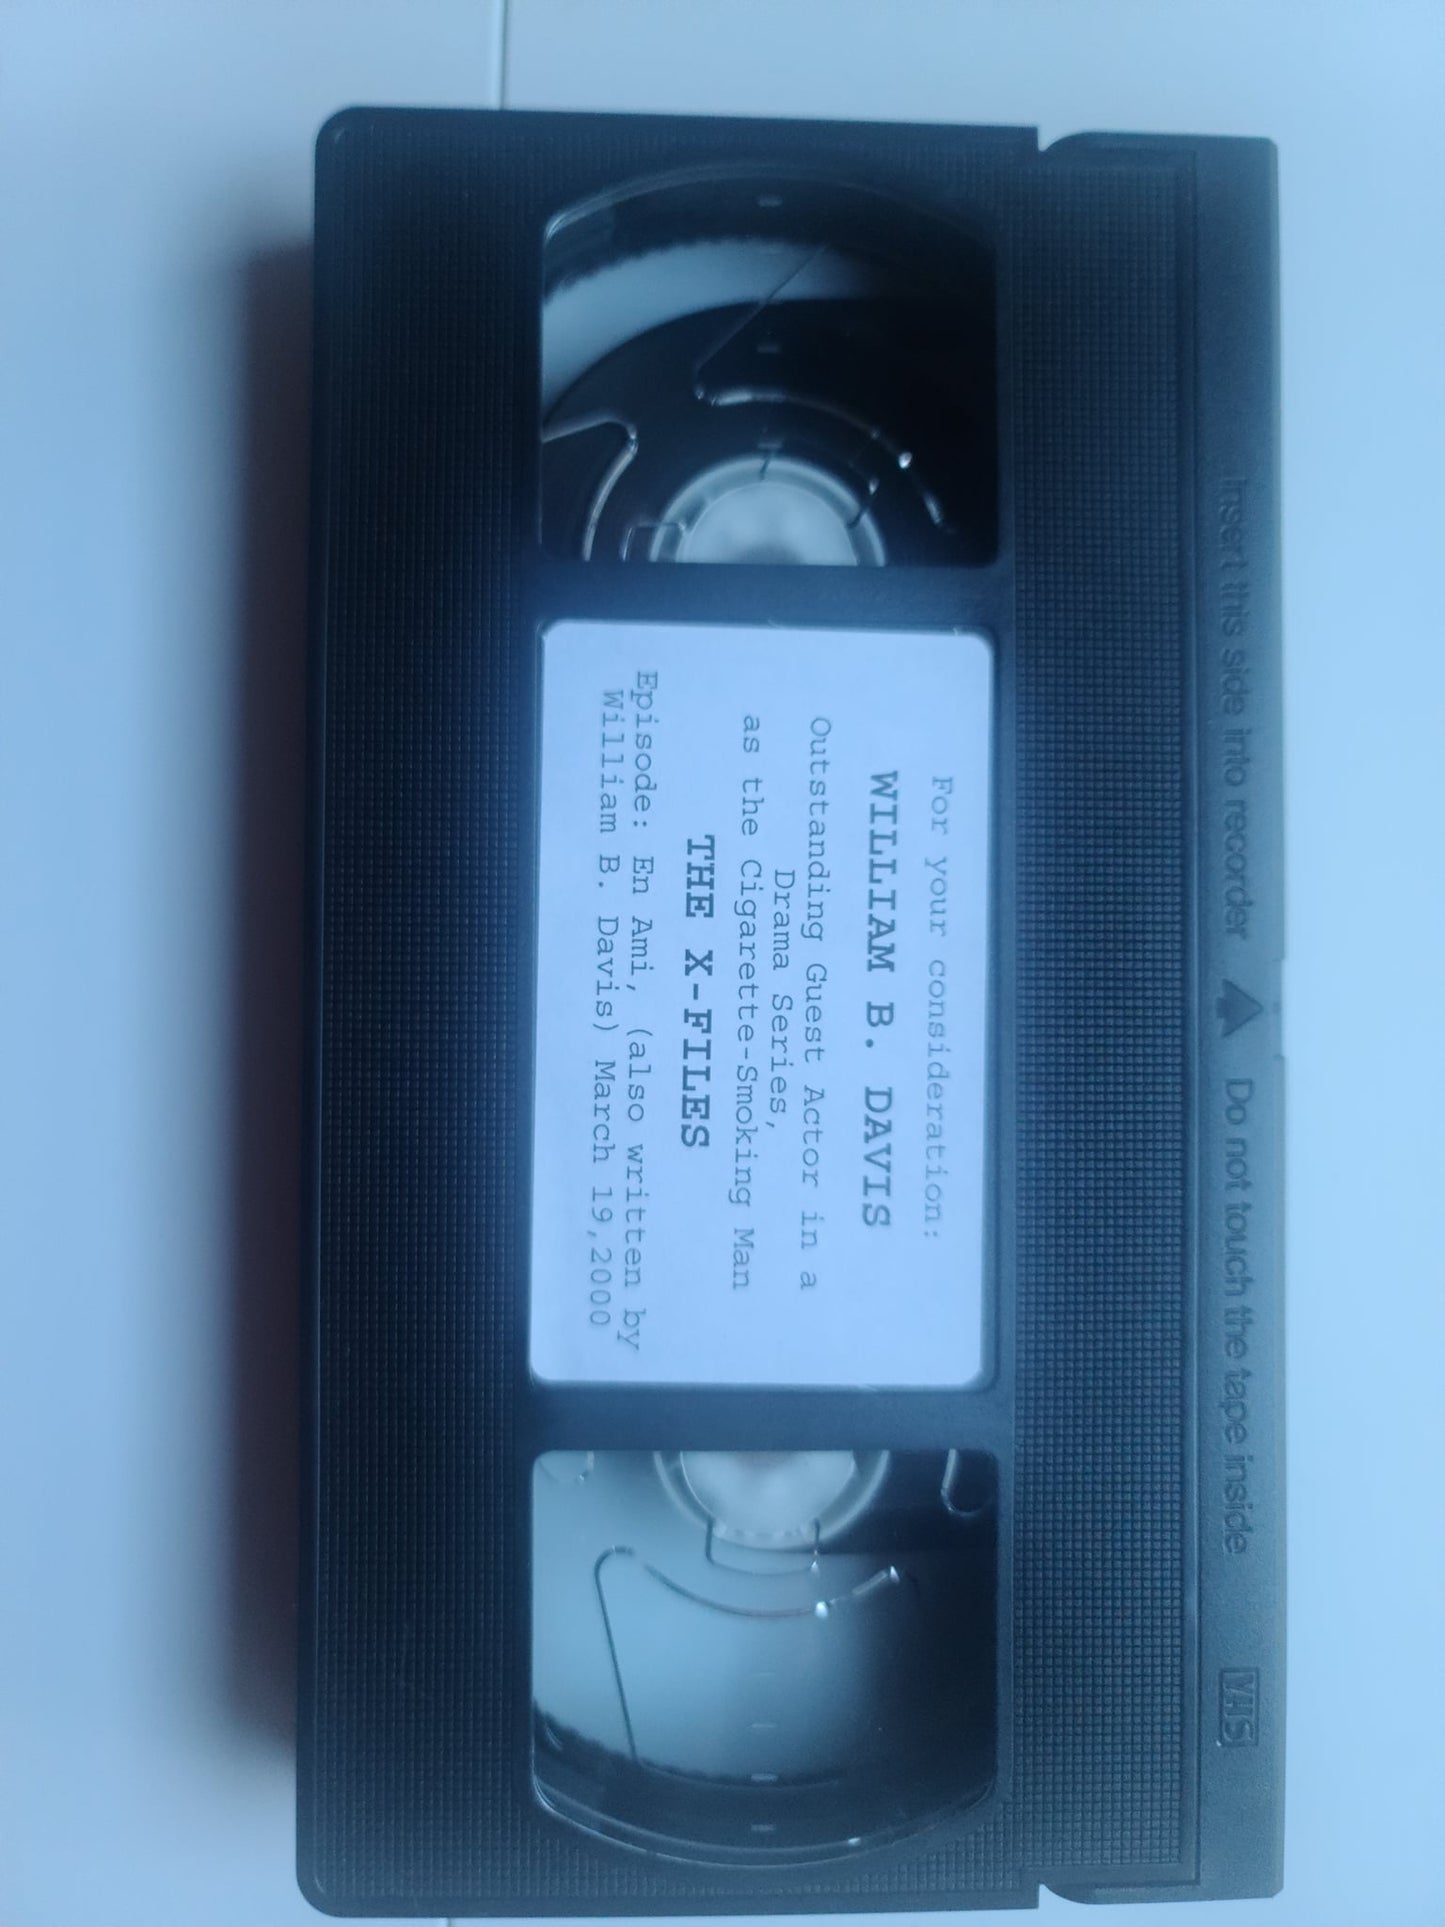 Insert this side into recorder ▲ Do not touch the tape inside
VHS
For your consideration:
WILLIAM B. DAVIS
Outstanding Guest Actor in a
Drama Series,
as the Cigarette-Smoking Man
THE X-FILES
Episode: En Ami, (also written by
William B. Davis) March 19,2000